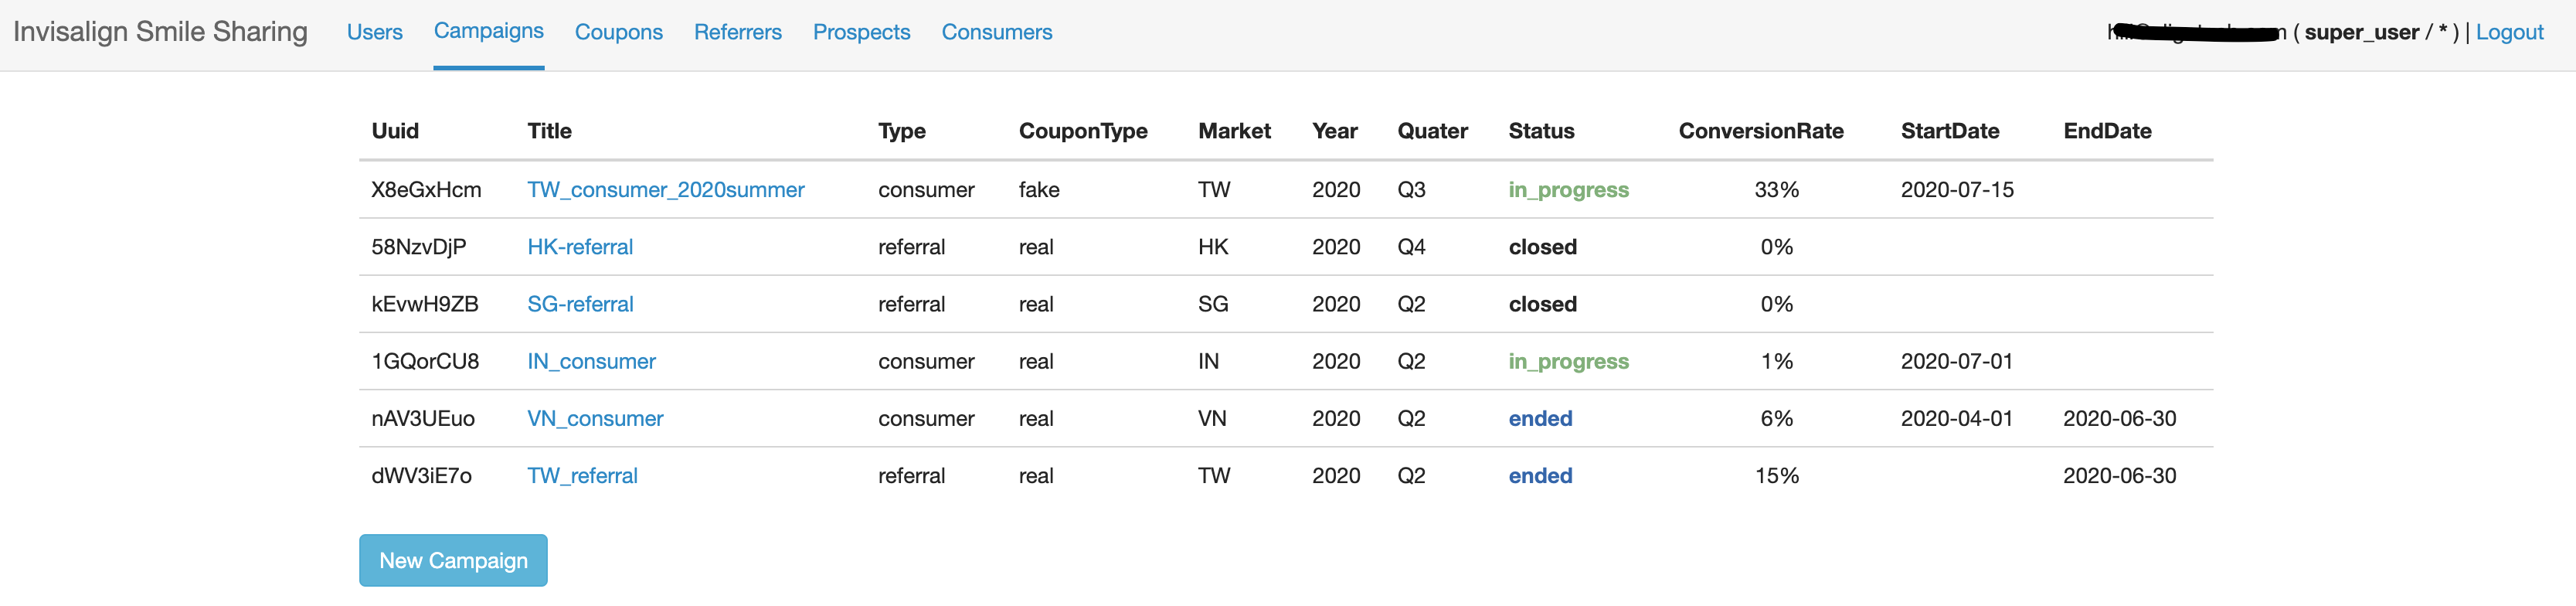 Invisalign Smile Sharing Users Campaigns Coupons Referrers Prospects Consumers ( super_user / * ) | Logout
Uuid Title Type CouponType Market Year Quater Status ConversionRate StartDate EndDate
X8eGxHcm TW_consumer_2020summer consumer fake TW 2020 Q3 in_progress 33% 2020-07-15
58NzvDjP HK-referral referral real HK 2020 Q4 closed 0%
kEvwH9ZB SG-referral referral real SG 2020 Q2 closed 0%
1GQorCU8 IN_consumer consumer real IN 2020 Q2 in_progress 1% 2020-07-01
nAV3UEuo VN_consumer consumer real VN 2020 Q2 ended 6% 2020-04-01 2020-06-30
dWV3iE7o TW_referral referral real TW 2020 Q2 ended 15% 2020-06-30
New Campaign